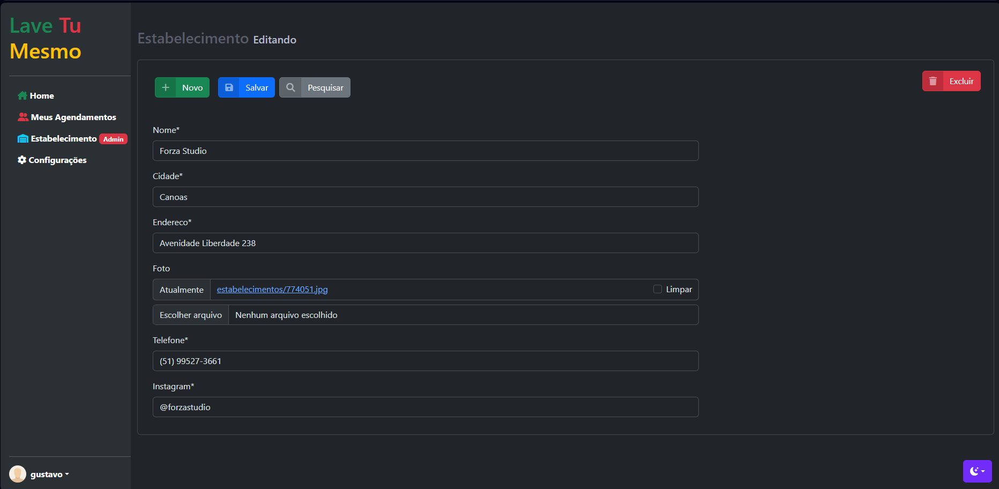 Lave Tu
Mesmo
Home
Meus Agendamentos
Estabelecimento Admin
Configurações
gustavo
Estabelecimento Editando
Novo
Salvar
Pesquisar
Excluir
Nome*
Forza Studio
Cidade*
Canoas
Endereco*
Avenidade Liberdade 238
Foto
Atualmente estabelecimentos/774051.jpg Limpar
Escolher arquivo Nenhum arquivo escolhido
Telefone*
(51) 99527-3661
Instagram*
@forzastudio